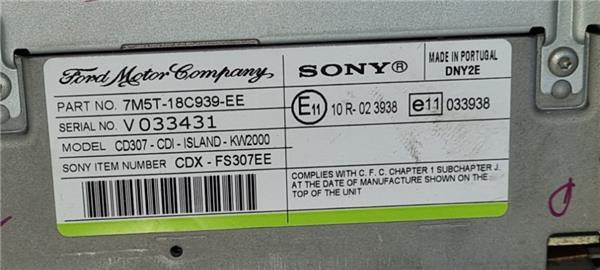 Ford Motor Company
PART NO. 7M5T-18C939-EE
SERIAL NO. V033431
MODEL CD307 - CDI - ISLAND - KW2000
SONY ITEM NUMBER CDX - FS307EE
SONY®
MADE IN PORTUGAL
DNY2E
E11 10 R- 02 3938 e11 033938
COMPLIES WITH C. F. C. CHAPTER 1 SUBCHAPTER J.
AT THE DATE OF MANUFACTURE SHOWN ON THE
TOP OF THE UNIT